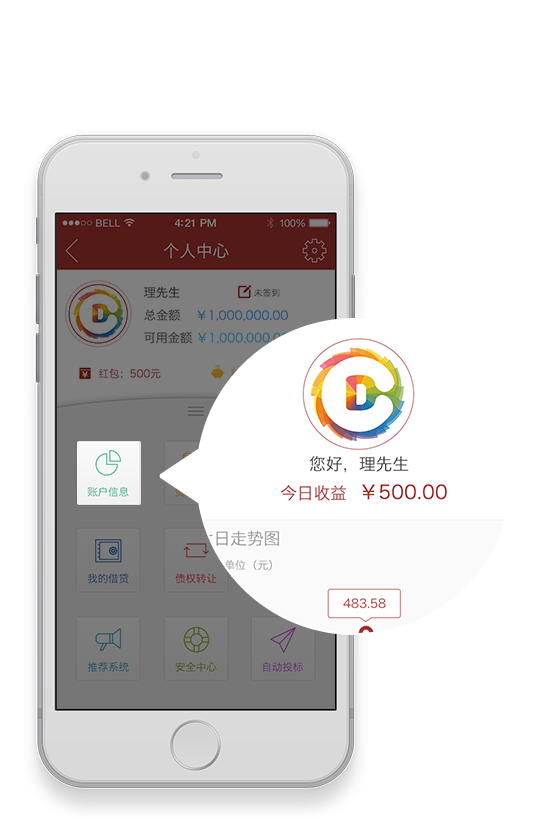 BELL
4:21 PM
100%
个人中心
理先生
未签到
总金额 ￥1,000,000.00
可用金额 ￥1,000,000.00
红包：500元
您好，理先生
今日收益 ￥500.00
日走势图
单位（元）
483.58
账户信息
我的借贷
债权转让
推荐系统
安全中心
自动投标